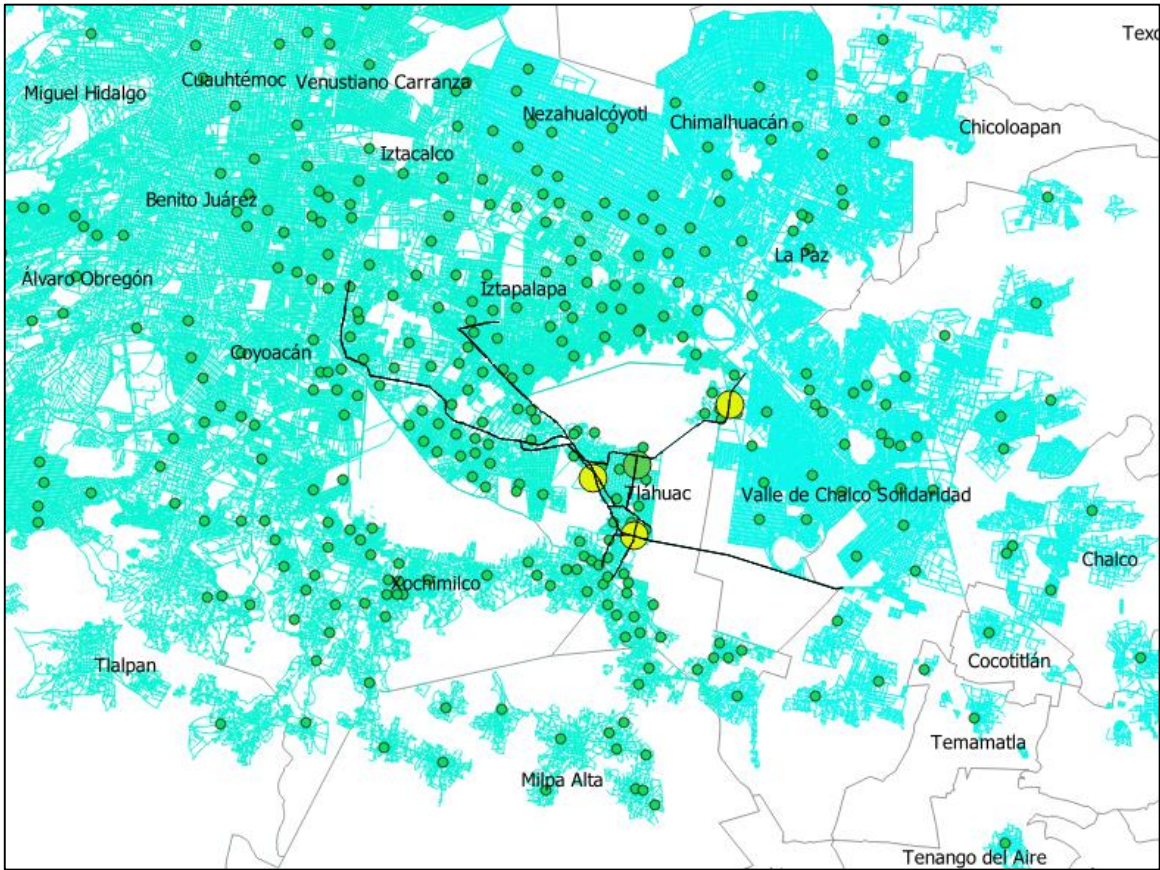 Texc
Cuauhtémoc
Venustiano Carranza
Miguel Hidalgo
Nezahualcóyotl
Chimalhuacán
Chicoloapan
Iztacalco
Benito Juárez
La Paz
Álvaro Obregón
Iztapalapa
Coyoacán
Tláhuac
Valle de Chalco Solidaridad
Chalco
Xochimilco
Tlalpan
Cocotitlán
Temamatla
Milpa Alta
Tenango del Aire